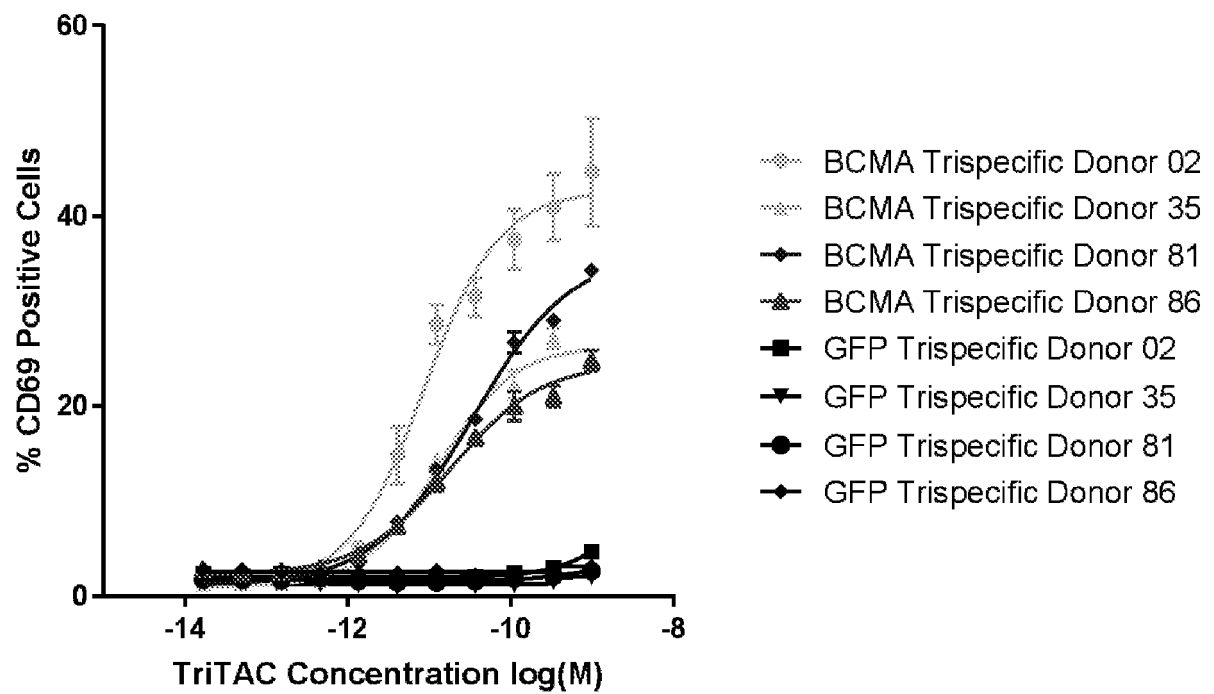 60
40
20
0
% CD69 Positive Cells
-14
-12
-10
-8
TriTAC Concentration log(M)
BCMA Trispecific Donor 02
BCMA Trispecific Donor 35
BCMA Trispecific Donor 81
BCMA Trispecific Donor 86
GFP Trispecific Donor 02
GFP Trispecific Donor 35
GFP Trispecific Donor 81
GFP Trispecific Donor 86